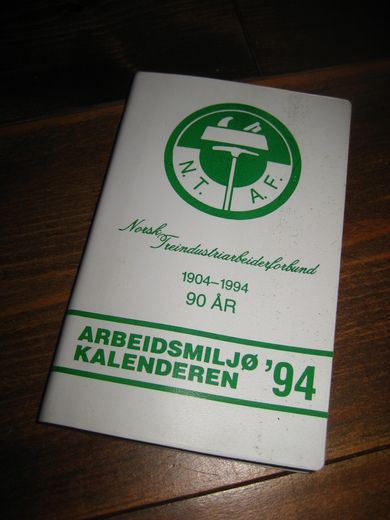 N.T. A.F.
Norsk
Treindustriarbeiderforbund
1904–1994
90 ÅR
ARBEIDSMILJØ
KALENDEREN '94